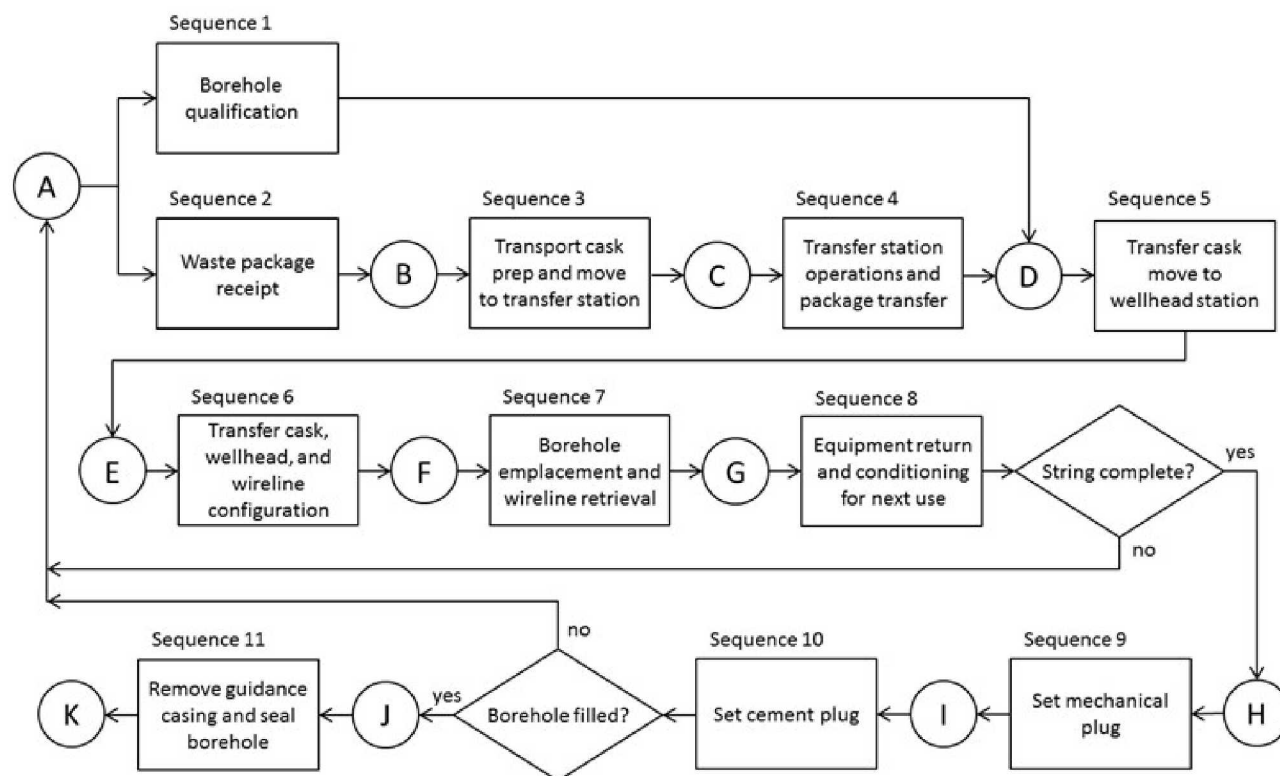 Sequence 1
Borehole
qualification
A
Sequence 2
Waste package
receipt
B
Sequence 3
Transport cask
prep and move
to transfer station
C
Sequence 4
Transfer station
operations and
package transfer
D
Sequence 5
Transfer cask
move to
wellhead station
E
Sequence 6
Transfer cask,
wellhead, and
wireline
configuration
F
Sequence 7
Borehole
emplacement and
wireline retrieval
G
Sequence 8
Equipment return
and conditioning
for next use
String complete?
yes
no
H
Sequence 9
Set mechanical
plug
I
Sequence 10
Set cement plug
Borehole filled?
no
yes
J
Sequence 11
Remove guidance
casing and seal
borehole
K